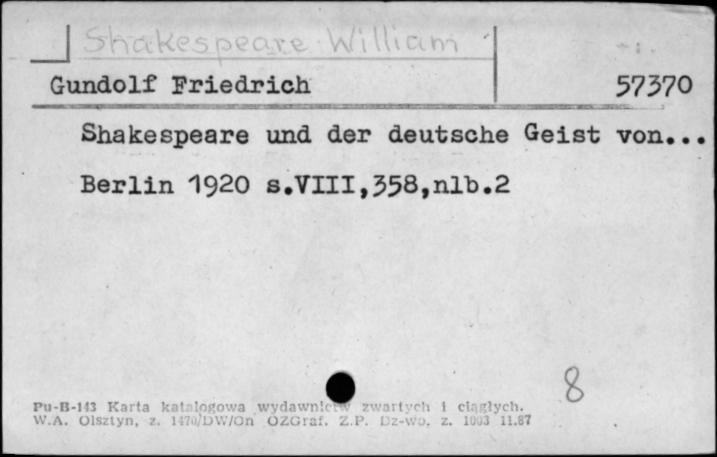 Shakespeare William
Gundolf Friedrich 57370
Shakespeare und der deutsche Geist von...
Berlin 1920 s.VIII,358,nlb.2
8
Pu-B-143 Karta katalogowa wydawnictw zwartych i ciągłych.
W.A. Olsztyn, z. 1470/DW/On OZGraf. Z.P. Dz-wo, z. 1003 11.87